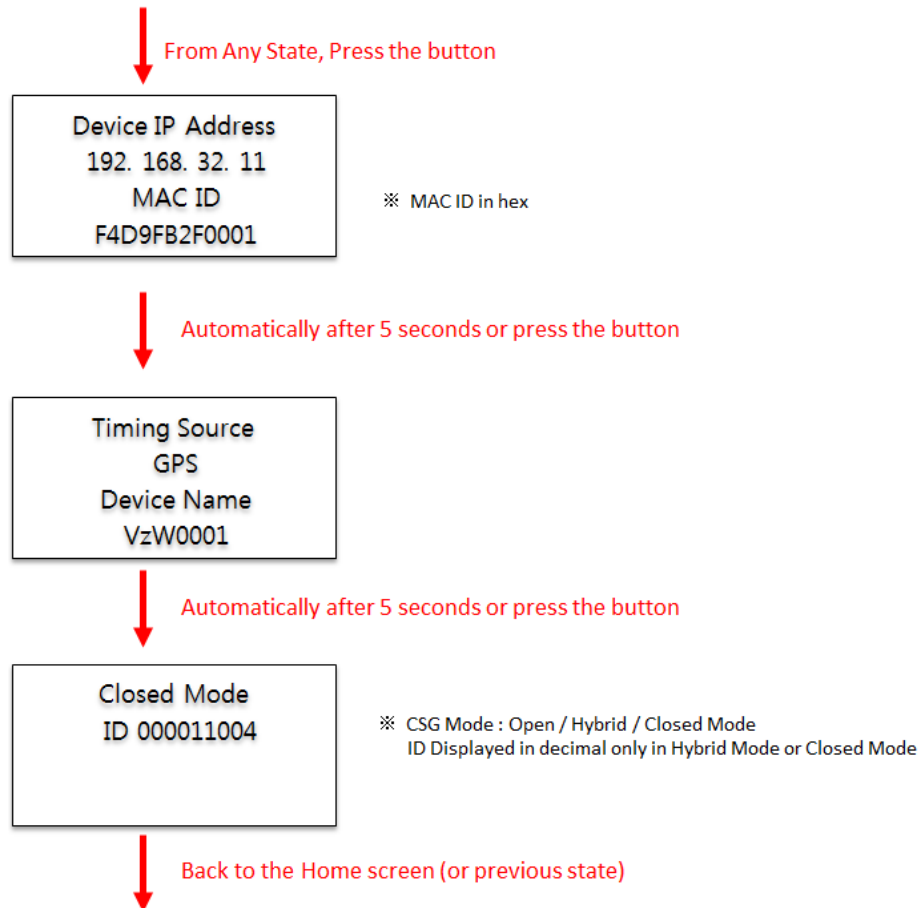 From Any State, Press the button
Device IP Address
192. 168. 32. 11
MAC ID
F4D9FB2F0001
※ MAC ID in hex
Automatically after 5 seconds or press the button
Timing Source
GPS
Device Name
VzW0001
Automatically after 5 seconds or press the button
Closed Mode
ID 000011004
※ CSG Mode : Open / Hybrid / Closed Mode
ID Displayed in decimal only in Hybrid Mode or Closed Mode
Back to the Home screen (or previous state)